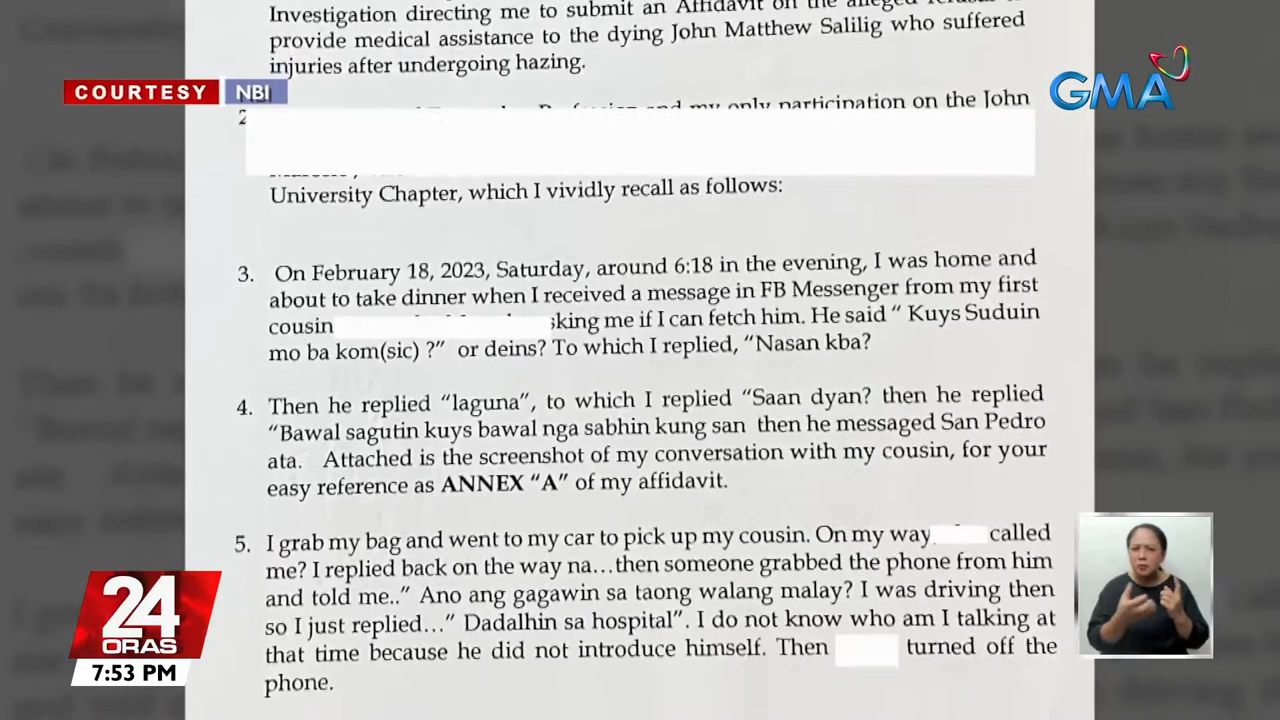 Investigation directing me to submit an Affidavit on the alleged
provide medical assistance to the dying John Matthew Salilig who suffered
injuries after undergoing hazing.
COURTESY NBI
GMA
2
and my only participation on the John
University Chapter, which I vividly recall as follows:
3. On February 18, 2023, Saturday, around 6:18 in the evening, I was home and
about to take dinner when I received a message in FB Messenger from my first
cousin sking me if I can fetch him. He said “ Kuys Suduin
mo ba kom(sic) ?” or deins? To which I replied, “Nasan kba?
4. Then he replied “laguna”, to which I replied “Saan dyan? then he replied
“Bawal sagutin kuys bawal nga sabhin kung san then he messaged San Pedro
ata. Attached is the screenshot of my conversation with my cousin, for your
easy reference as ANNEX “A” of my affidavit.
5. I grab my bag and went to my car to pick up my cousin. On my way called
me? I replied back on the way na…then someone grabbed the phone from him
and told me..” Ano ang gagawin sa taong walang malay? I was driving then
so I just replied…” Dadalhin sa hospital”. I do not know who am I talking at
that time because he did not introduce himself. Then turned off the
phone.
24
ORAS
7:53 PM